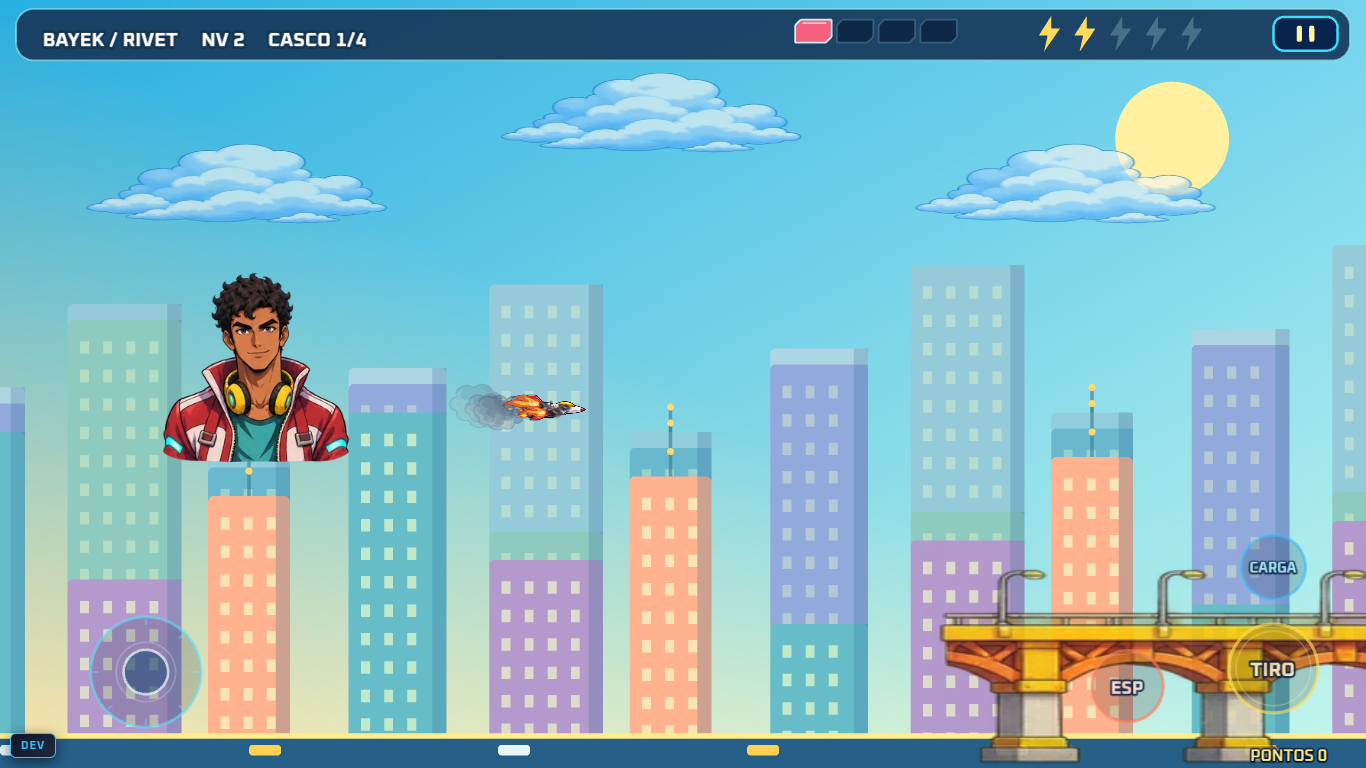 BAYEK / RIVET NV 2 CASCO 1/4
CARGA
TIRO
ESP
DEV
PONTOS 0